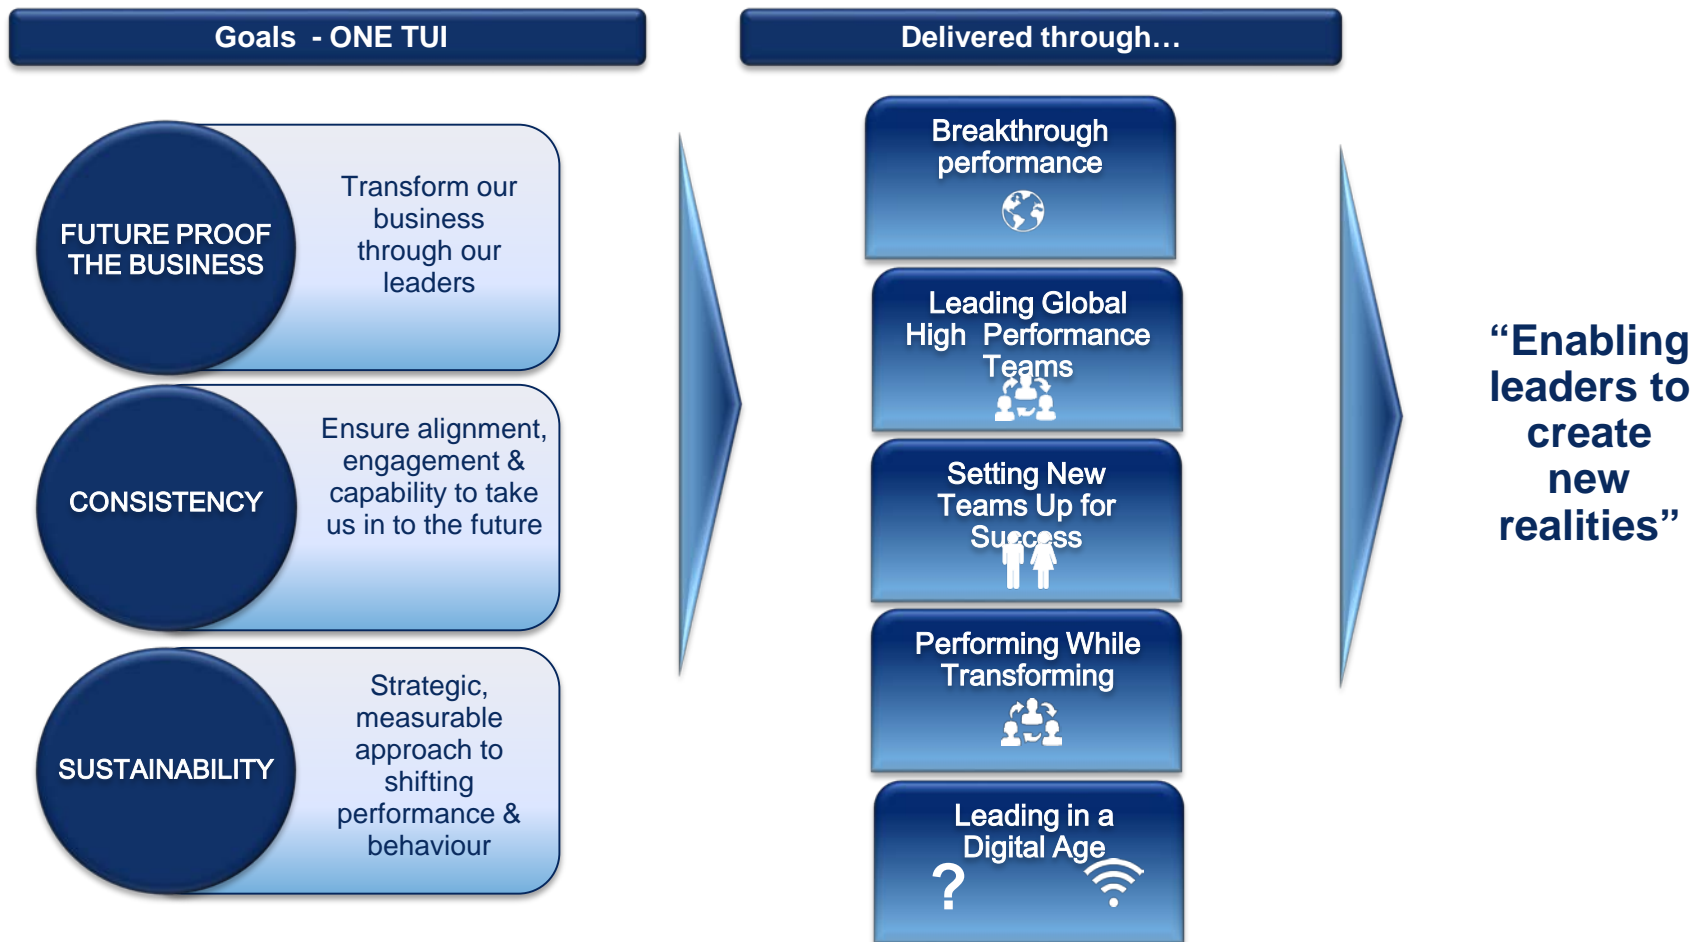 Goals - ONE TUI
Delivered through…
FUTURE PROOF
THE BUSINESS
Transform our
business
through our
leaders
CONSISTENCY
Ensure alignment,
engagement &
capability to take
us in to the future
SUSTAINABILITY
Strategic,
measurable
approach to
shifting
performance &
behaviour
Breakthrough
performance
Leading Global
High Performance
Teams
Setting New
Teams Up for
Success
Performing While
Transforming
Leading in a
Digital Age
?
“Enabling
leaders to
create
new
realities”